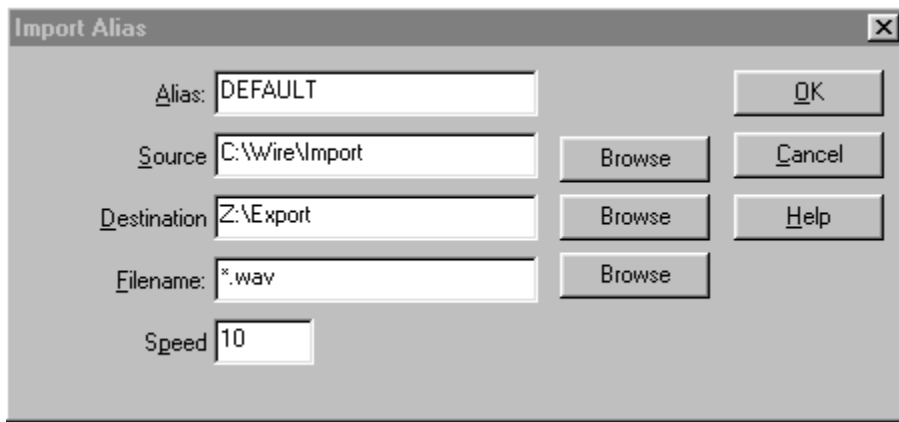 Import Alias
Alias: DEFAULT OK
Source C:\Wire\Import Browse Cancel
Destination Z:\Export Browse Help
Filename: *.wav Browse
Speed 10